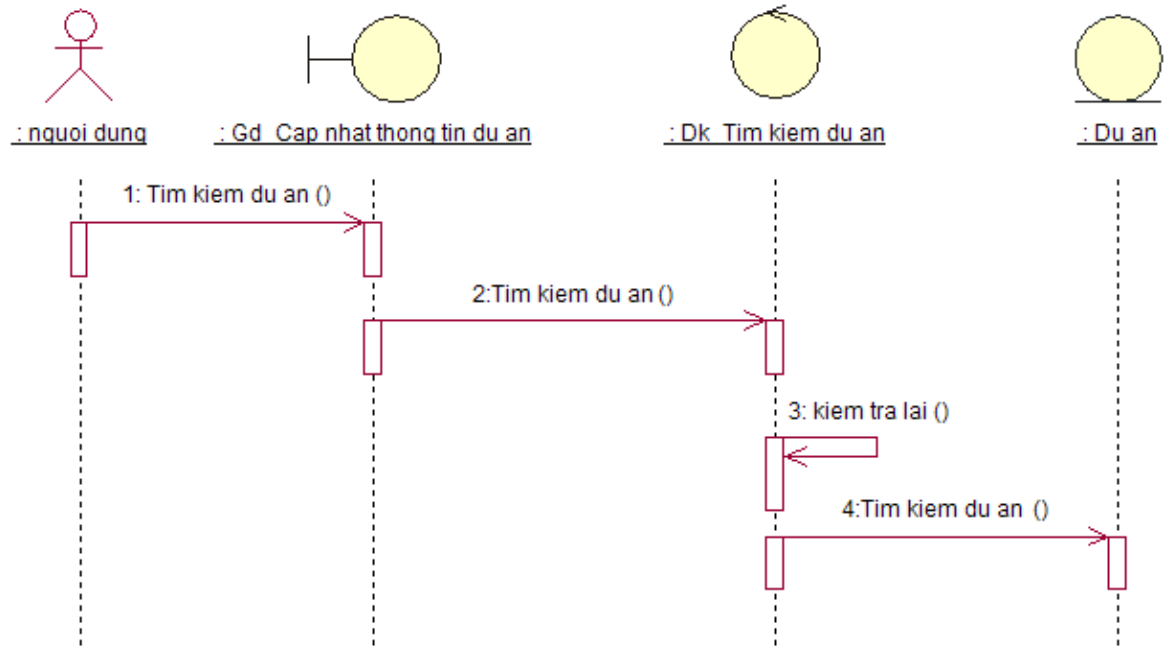 : nguoi dung
: Gd_Cap nhat thong tin du an
: Dk_Tim kiem du an
: Du an
1: Tim kiem du an ()
2:Tim kiem du an ()
3: kiem tra lai ()
4:Tim kiem du an ()